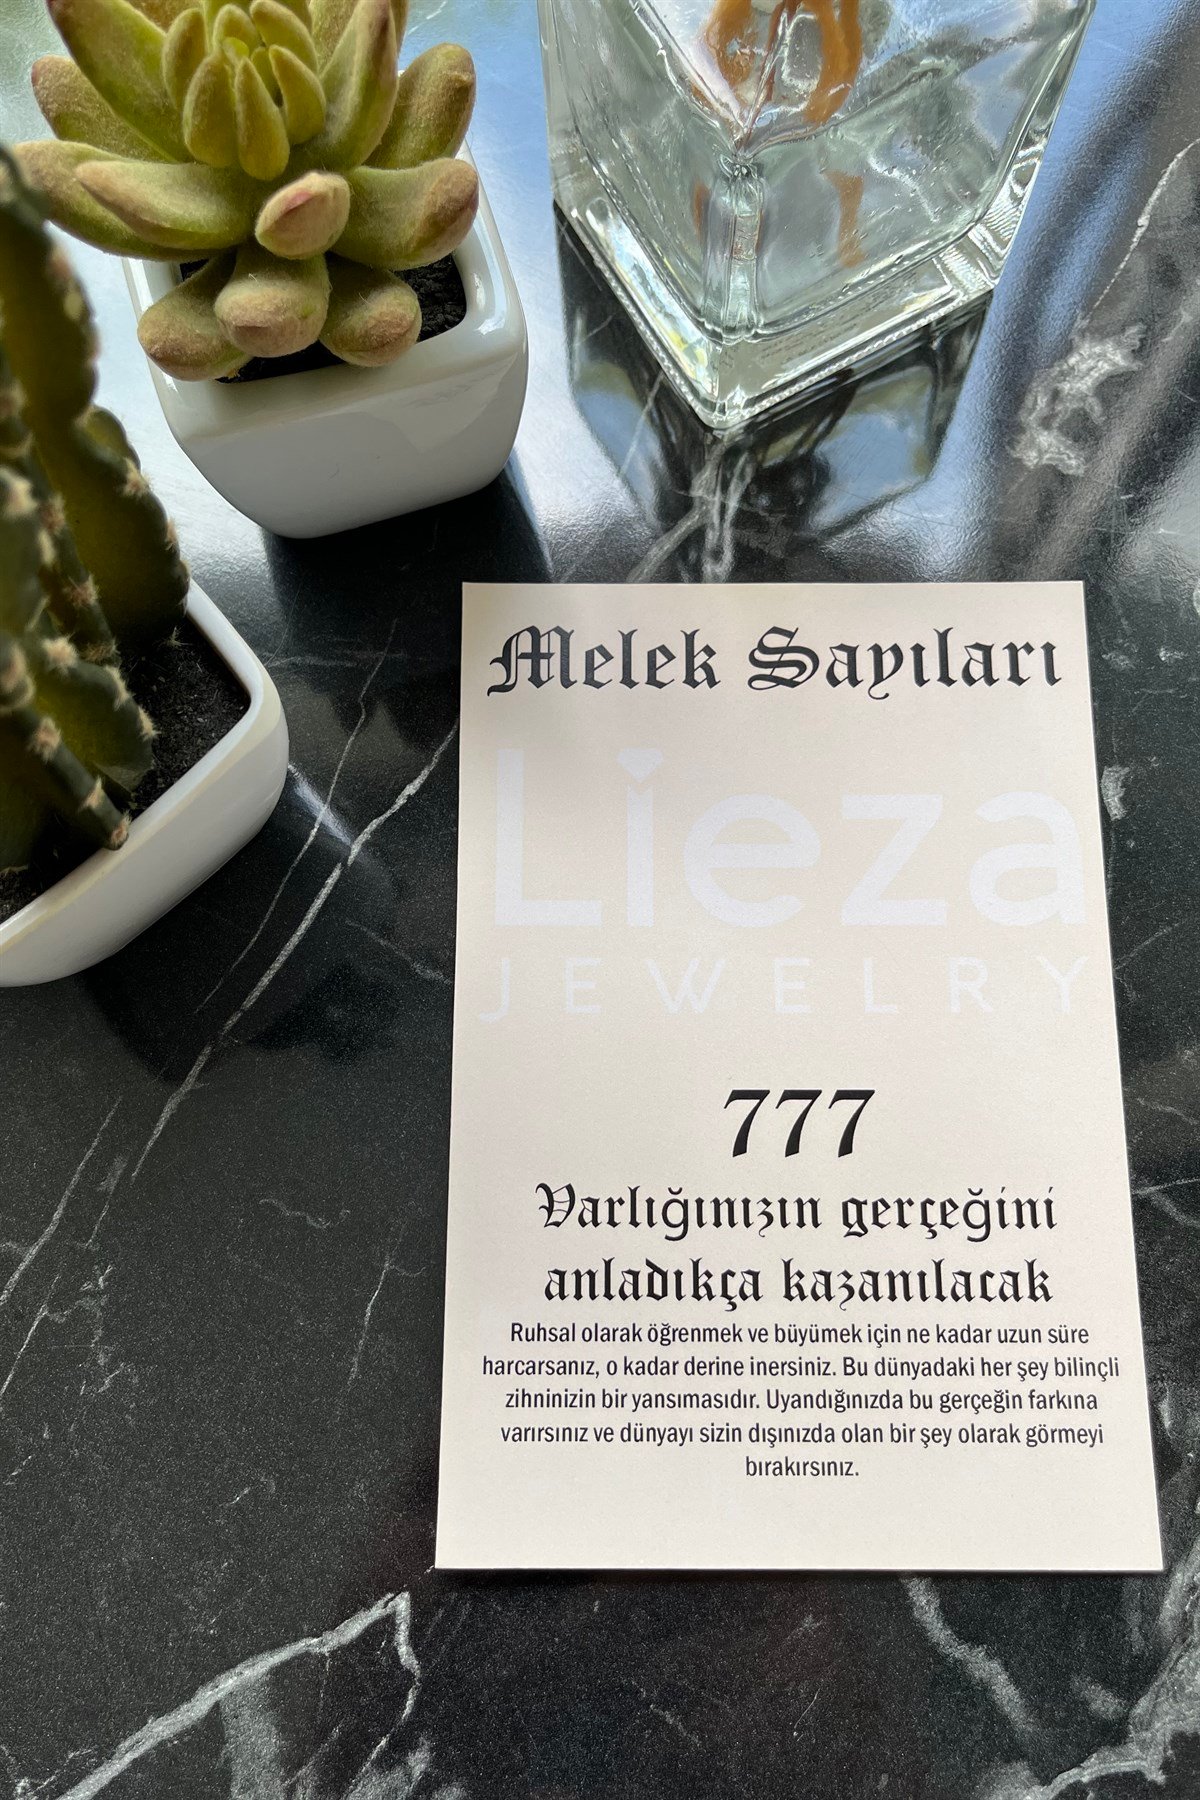 Melek Sayıları
Lieza
JEWELRY
777
Varlığınızın gerçeğini
anladıkça kazanılacak
Ruhsal olarak öğrenmek ve büyümek için ne kadar uzun süre
harcarsanız, o kadar derine inersiniz. Bu dünyadaki her şey bilinçli
zihninizin bir yansımasıdır. Uyandığınızda bu gerçeğin farkına
varırsınız ve dünyayı sizin dışınızda olan bir şey olarak görmeyi
bırakırsınız.